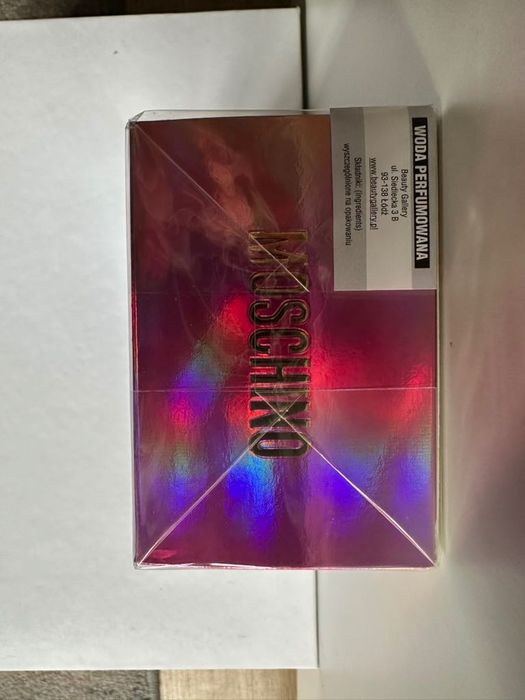 WODA PERFUMOWANA
Beauty Gallery
ul. Siedlecka 3 B
93-138 Łódź
www.beautygallery.pl
Składniki: (Ingredients)
wyszczególnione na opakowaniu
MOSCHINO